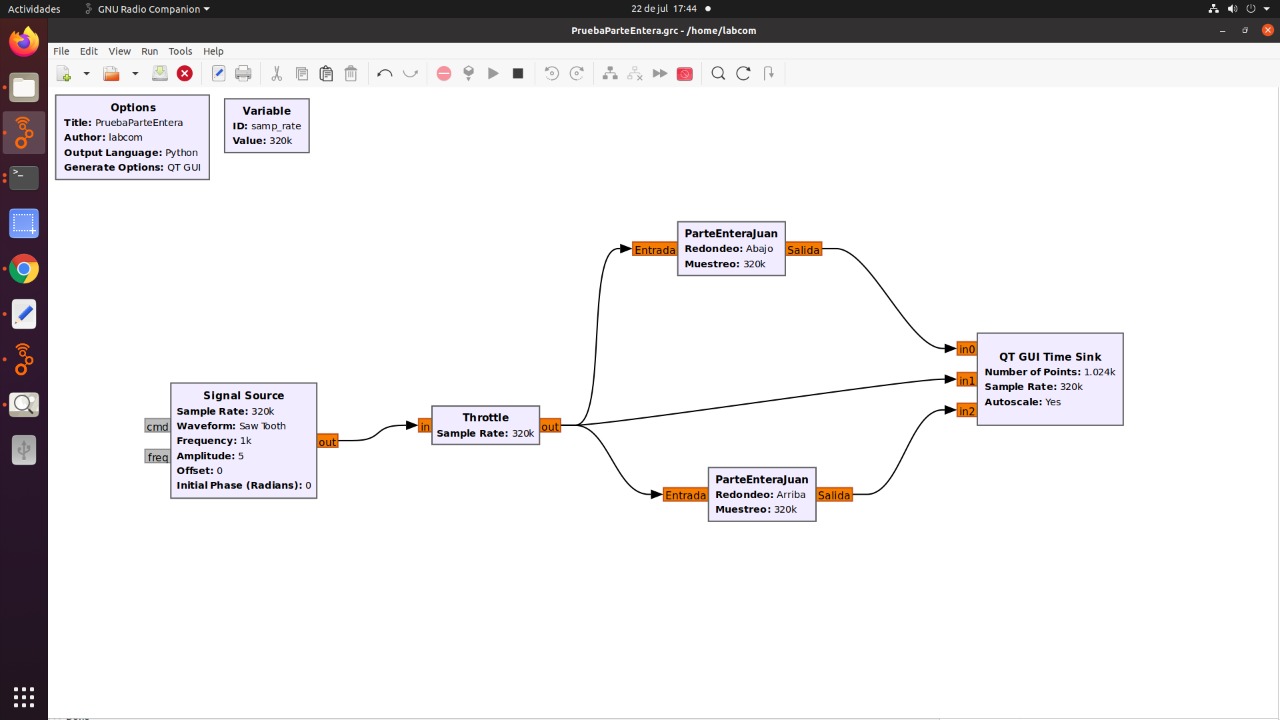 Actividades
GNU Radio Companion
22 de jul 17:44
PruebaParteEntera.grc - /home/labcom
File Edit View Run Tools Help
Options
Title: PruebaParteEntera
Author: labcom
Output Language: Python
Generate Options: QT GUI
Variable
ID: samp_rate
Value: 320k
ParteEnteraJuan
Redondeo: Abajo
Muestreo: 320k
Entrada
Salida
QT GUI Time Sink
Number of Points: 1.024k
Sample Rate: 320k
Autoscale: Yes
in0
in1
in2
Signal Source
Sample Rate: 320k
Waveform: Saw Tooth
Frequency: 1k
Amplitude: 5
Offset: 0
Initial Phase (Radians): 0
cmd
freq
out
Throttle
Sample Rate: 320k
in
out
ParteEnteraJuan
Redondeo: Arriba
Muestreo: 320k
Entrada
Salida